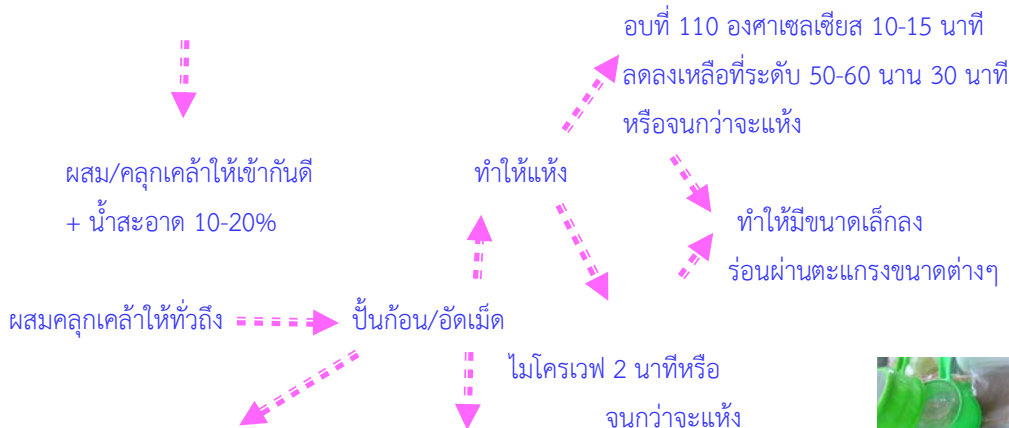 อบที่ 110 องศาเซลเซียส 10-15 นาที
ลดลงเหลือที่ระดับ 50-60 นาน 30 นาที
หรือจนกว่าจะแห้ง
ผสม/คลุกเคล้าให้เข้ากันดี
+ น้ำสะอาด 10-20%
ทำให้แห้ง
ทำให้มีขนาดเล็กลง
ร่อนผ่านตะแกรงขนาดต่างๆ
ผสมคลุกเคล้าให้ทั่วถึง
ปั้นก้อน/อัดเม็ด
ไมโครเวฟ 2 นาทีหรือ
จนกว่าจะแห้ง